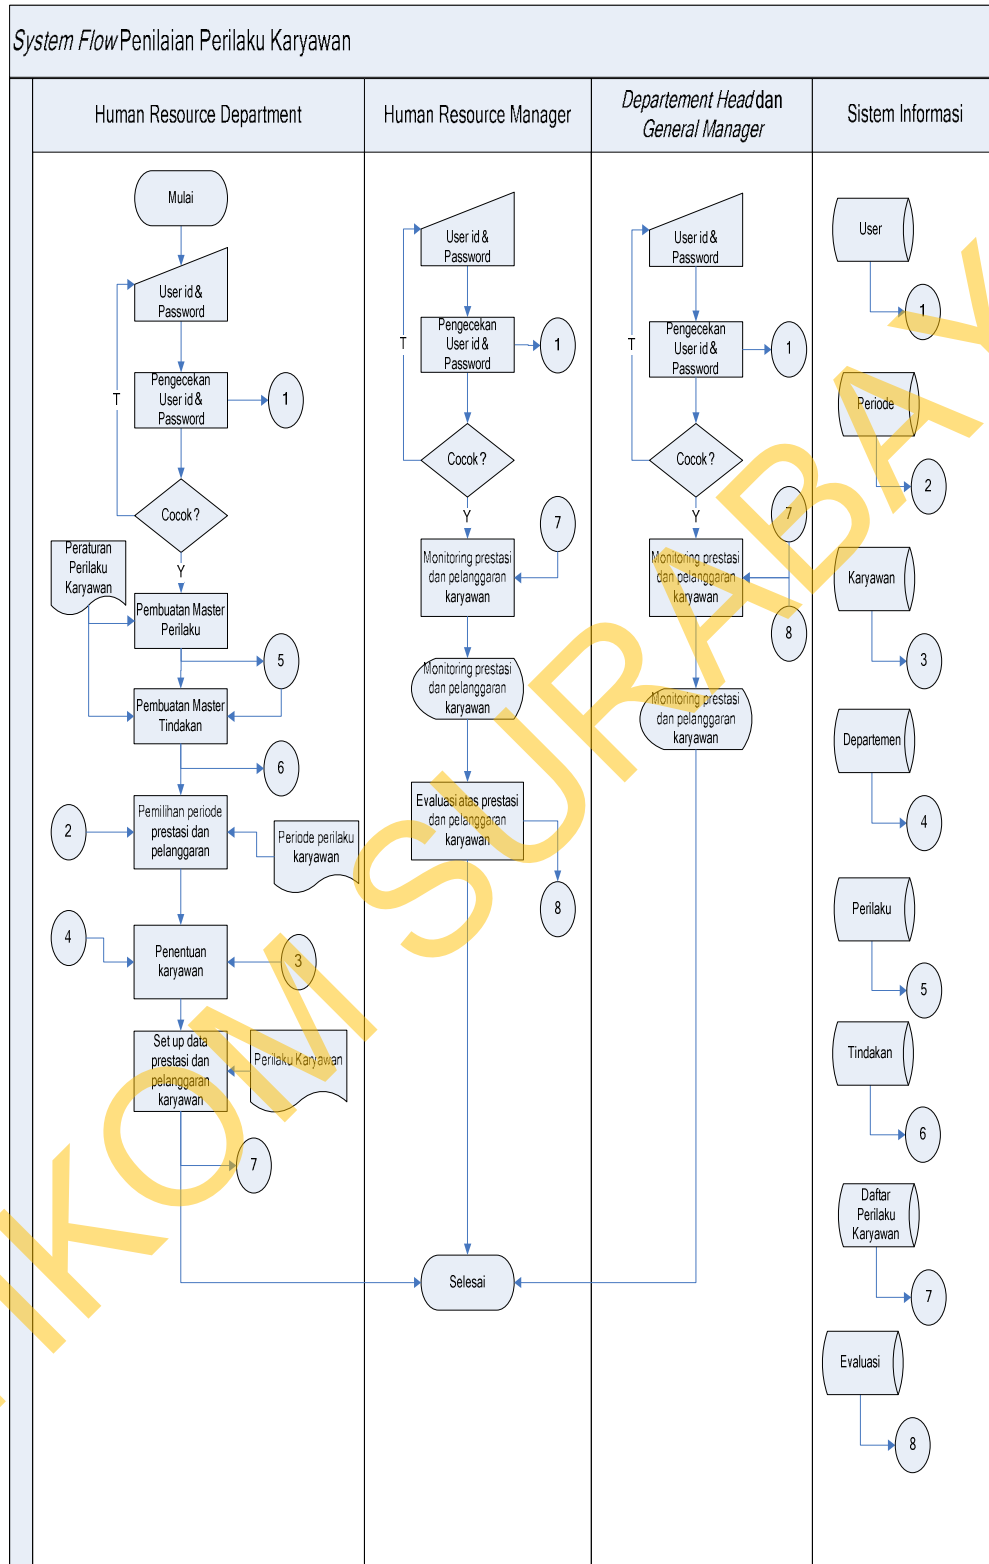 System Flow Penilaian Perilaku Karyawan
Human Resource Department
Human Resource Manager
Departement Head dan
General Manager
Sistem Informasi
Mulai
User id &
Password
Pengecekan
User id &
Password
1
T
Cocok ?
Y
Peraturan
Perilaku
Karyawan
Pembuatan Master
Perilaku
5
Pembuatan Master
Tindakan
6
2
Pemilihan periode
prestasi dan
pelanggaran
Periode perilaku
karyawan
4
Penentuan
karyawan
3
Set up data
prestasi dan
pelanggaran
karyawan
Perilaku Karyawan
7
User id &
Password
T
Pengecekan
User id &
Password
1
Cocok ?
Y
7
Monitoring prestasi
dan pelanggaran
karyawan
Monitoring prestasi
dan pelanggaran
karyawan
Evaluasi atas prestasi
dan pelanggaran
karyawan
8
Selesai
User id &
Password
T
Pengecekan
User id &
Password
1
Cocok ?
Y
7
Monitoring prestasi
dan pelanggaran
karyawan
8
Monitoring prestasi
dan pelanggaran
karyawan
User
1
Periode
2
Karyawan
3
Departemen
4
Perilaku
5
Tindakan
6
Daftar
Perilaku
Karyawan
7
Evaluasi
8
IKOM SURABAY